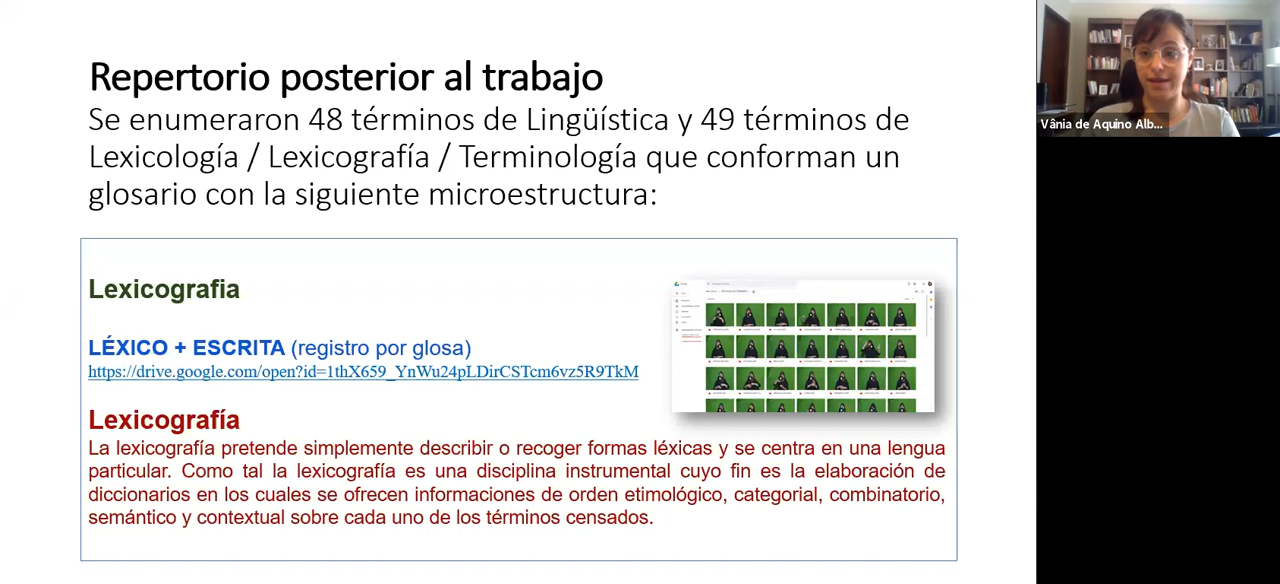 Repertorio posterior al trabajo
Se enumeraron 48 términos de Lingüística y 49 términos de
Lexicología / Lexicografía / Terminología que conforman un
glosario con la siguiente microestructura:
Lexicografia
LÉXICO + ESCRITA (registro por glosa)
https://drive.google.com/open?id=1thX659_YnWu24pLDirCSTcm6vz5R9TkM
Lexicografía
La lexicografía pretende simplemente describir o recoger formas léxicas y se centra en una lengua
particular. Como tal la lexicografía es una disciplina instrumental cuyo fin es la elaboración de
diccionarios en los cuales se ofrecen informaciones de orden etimológico, categorial, combinatorio,
semántico y contextual sobre cada uno de los términos censados.
Vânia de Aquino Alb...